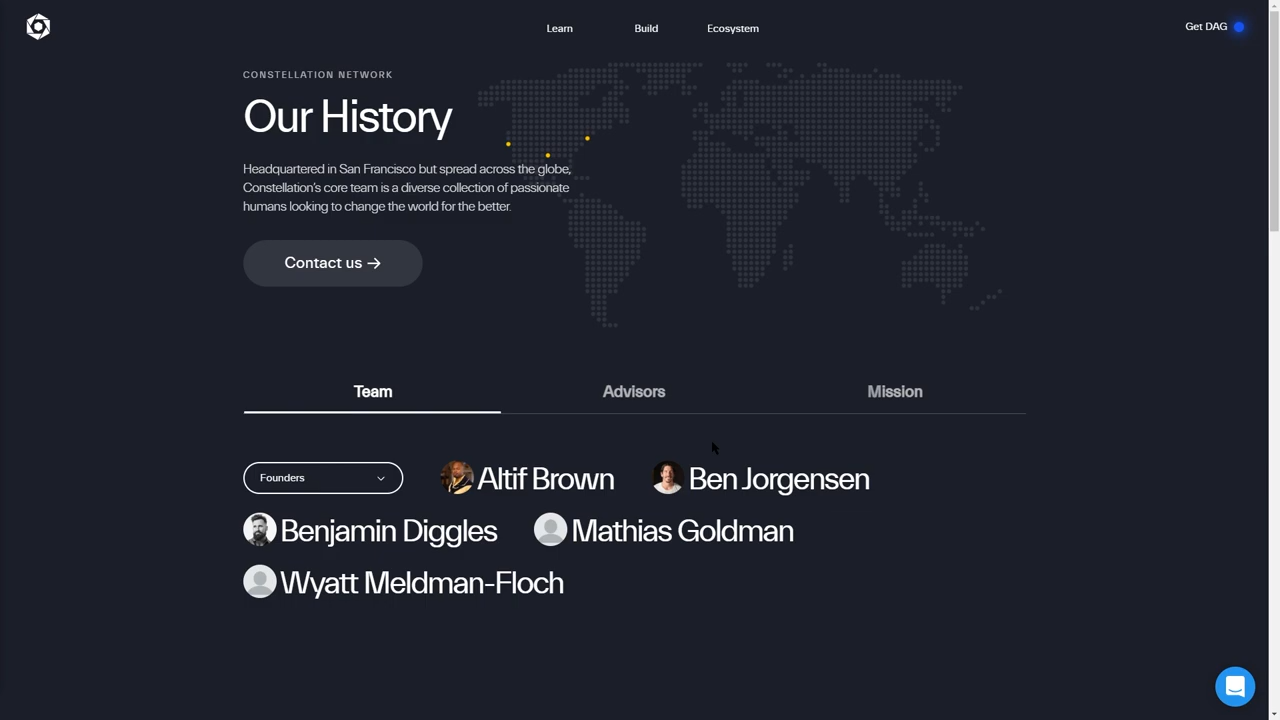 Learn Build Ecosystem Get DAG
CONSTELLATION NETWORK
Our History
Headquartered in San Francisco but spread across the globe,
Constellation's core team is a diverse collection of passionate
humans looking to change the world for the better.
Contact us →
Team Advisors Mission
Founders Altif Brown Ben Jorgensen
Benjamin Diggles Mathias Goldman
Wyatt Meldman-Floch